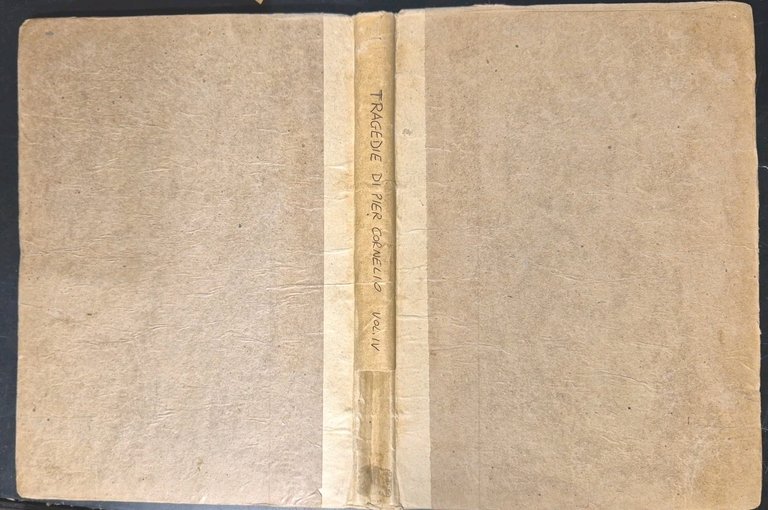 TRAGEDIE DI PIER CORNELIO VOL. IV